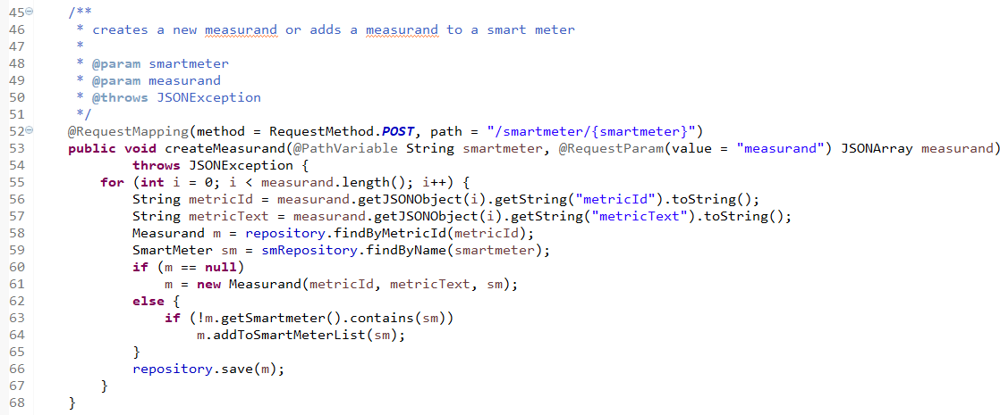 45 /**
46 * creates a new measurand or adds a measurand to a smart meter
47 *
48 * @param smartmeter
49 * @param measurand
50 * @throws JSONException
51 */
52 @RequestMapping(method = RequestMethod.POST, path = "/smartmeter/{smartmeter}")
53 public void createMeasurand(@PathVariable String smartmeter, @RequestParam(value = "measurand") JSONArray measurand)
54 throws JSONException {
55 for (int i = 0; i < measurand.length(); i++) {
56 String metricId = measurand.getJSONObject(i).getString("metricId").toString();
57 String metricText = measurand.getJSONObject(i).getString("metricText").toString();
58 Measurand m = repository.findByMetricId(metricId);
59 SmartMeter sm = smRepository.findByName(smartmeter);
60 if (m == null)
61 m = new Measurand(metricId, metricText, sm);
62 else {
63 if (!m.getSmartmeter().contains(sm))
64 m.addToSmartMeterList(sm);
65 }
66 repository.save(m);
67 }
68 }